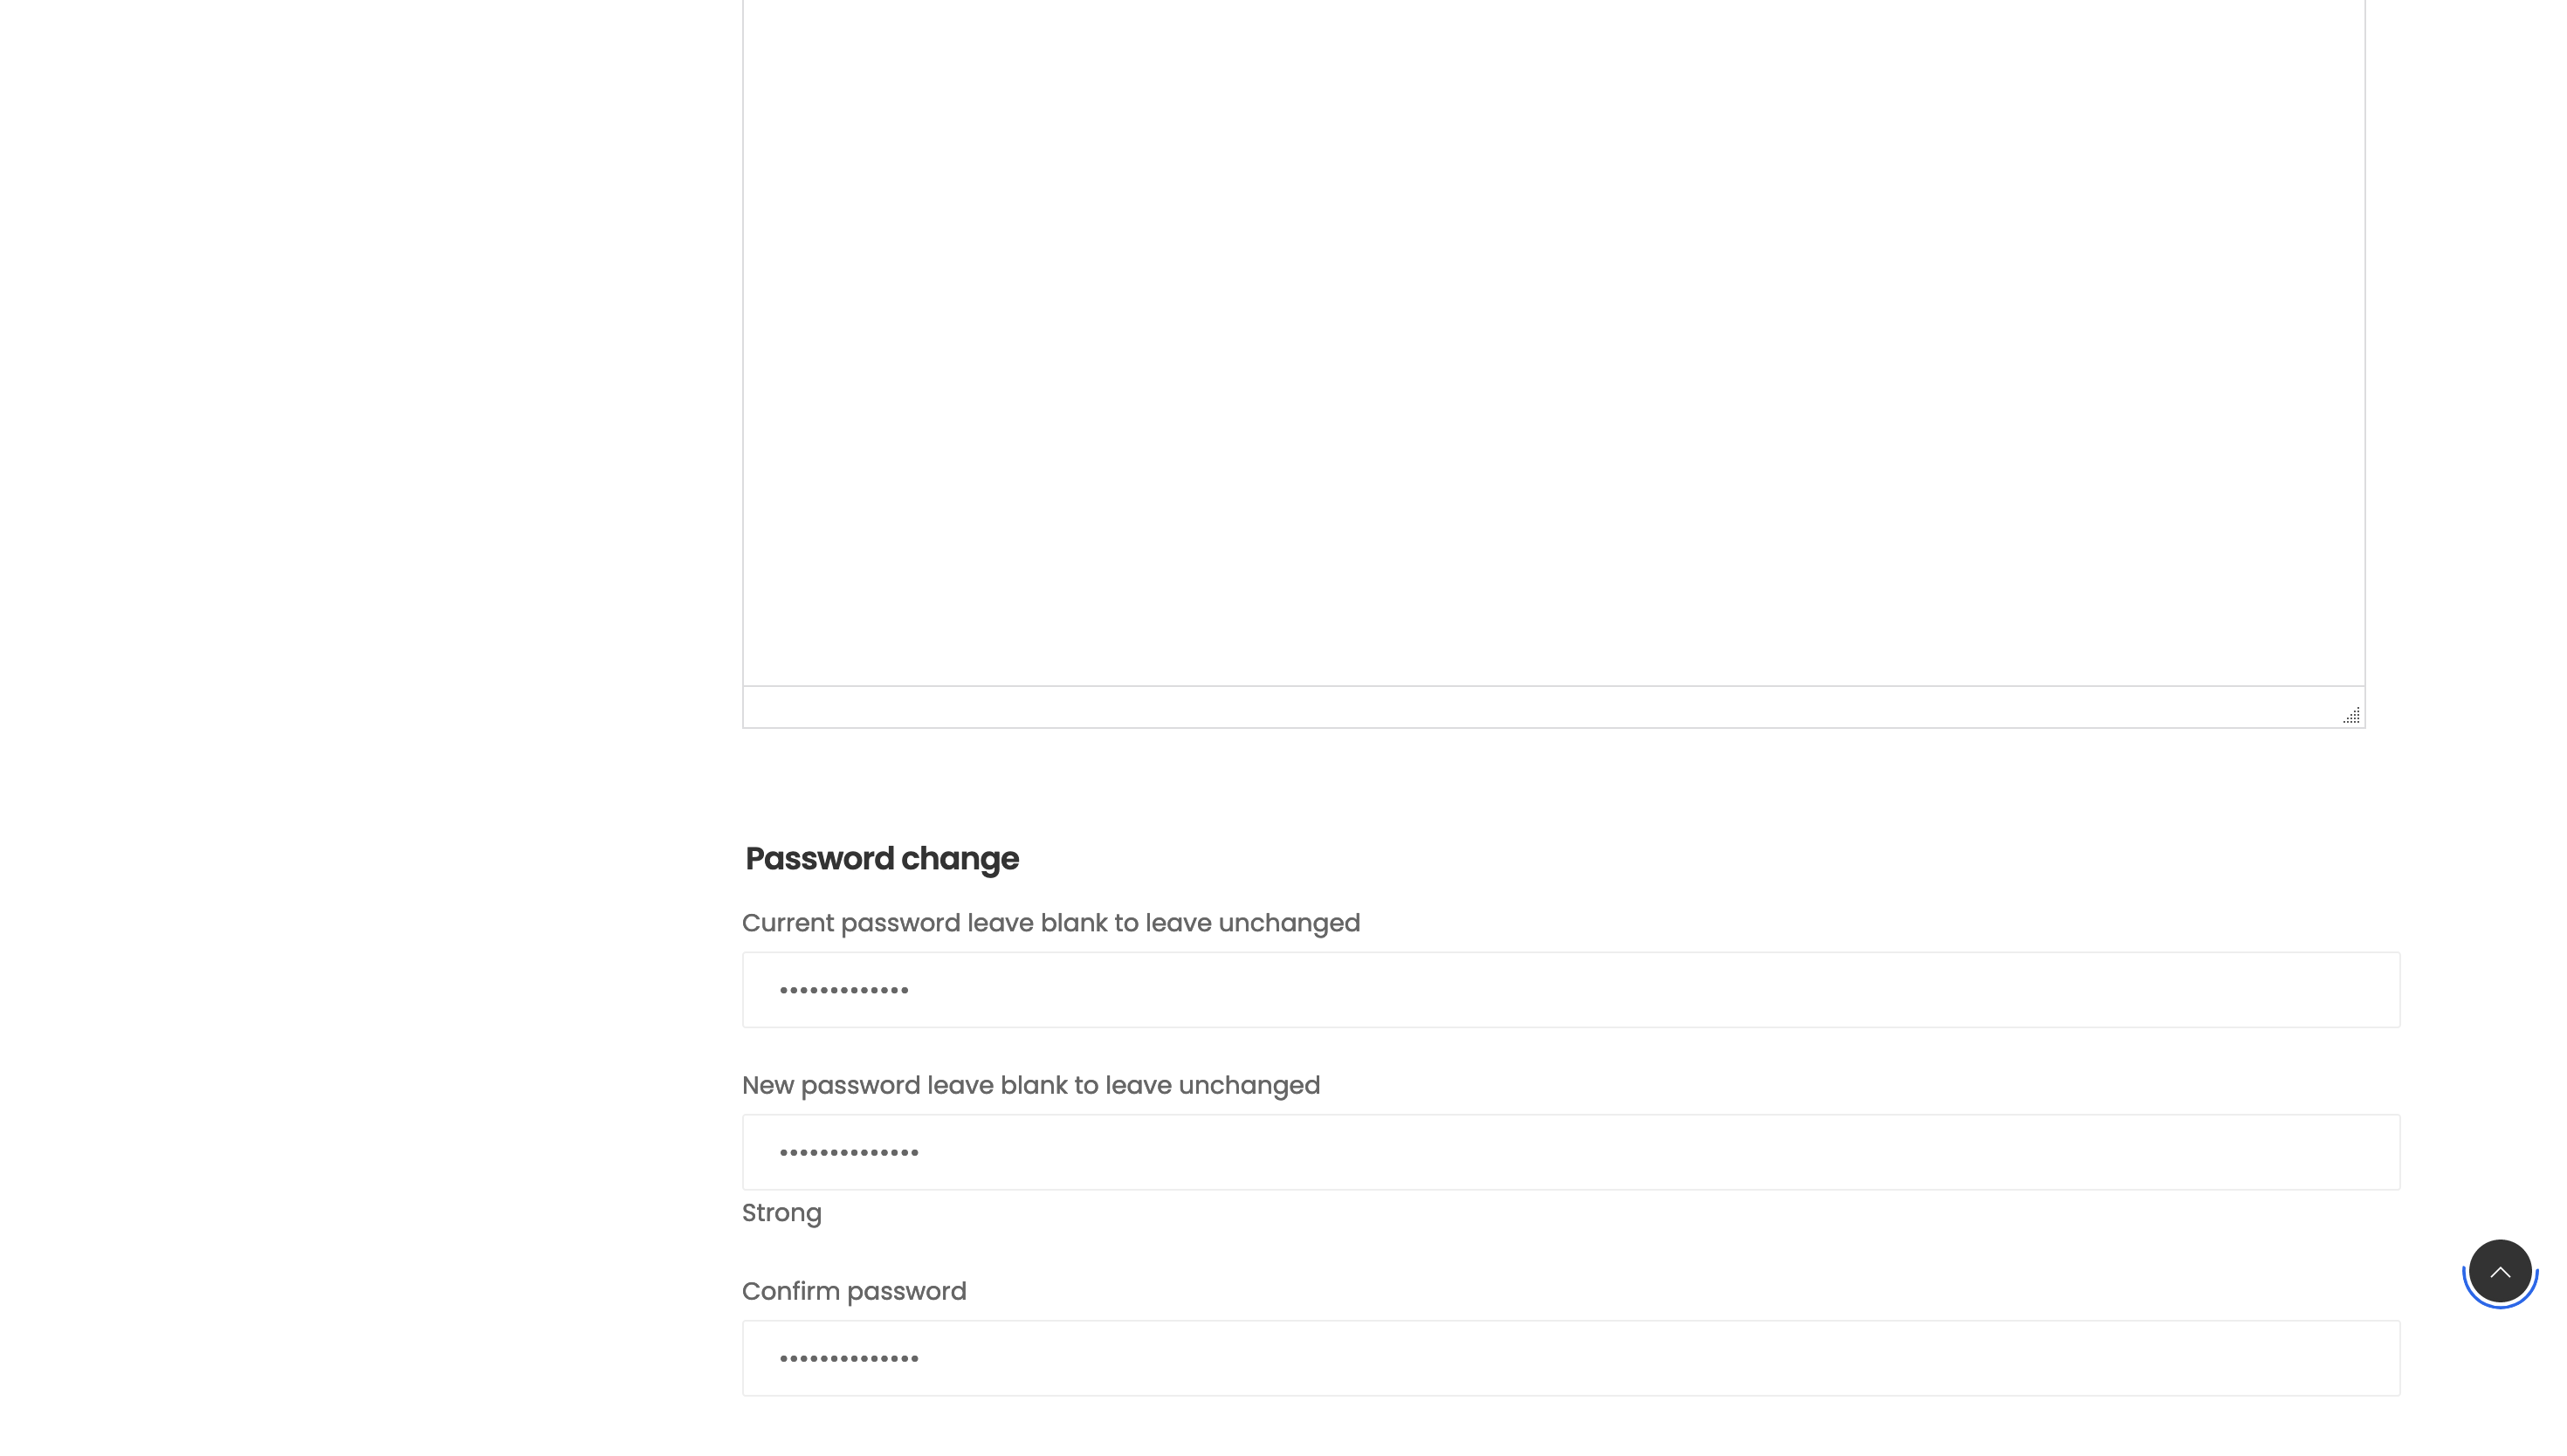 Password change
Current password leave blank to leave unchanged
•••••••••••••
New password leave blank to leave unchanged
••••••••••••••
Strong
Confirm password
••••••••••••••